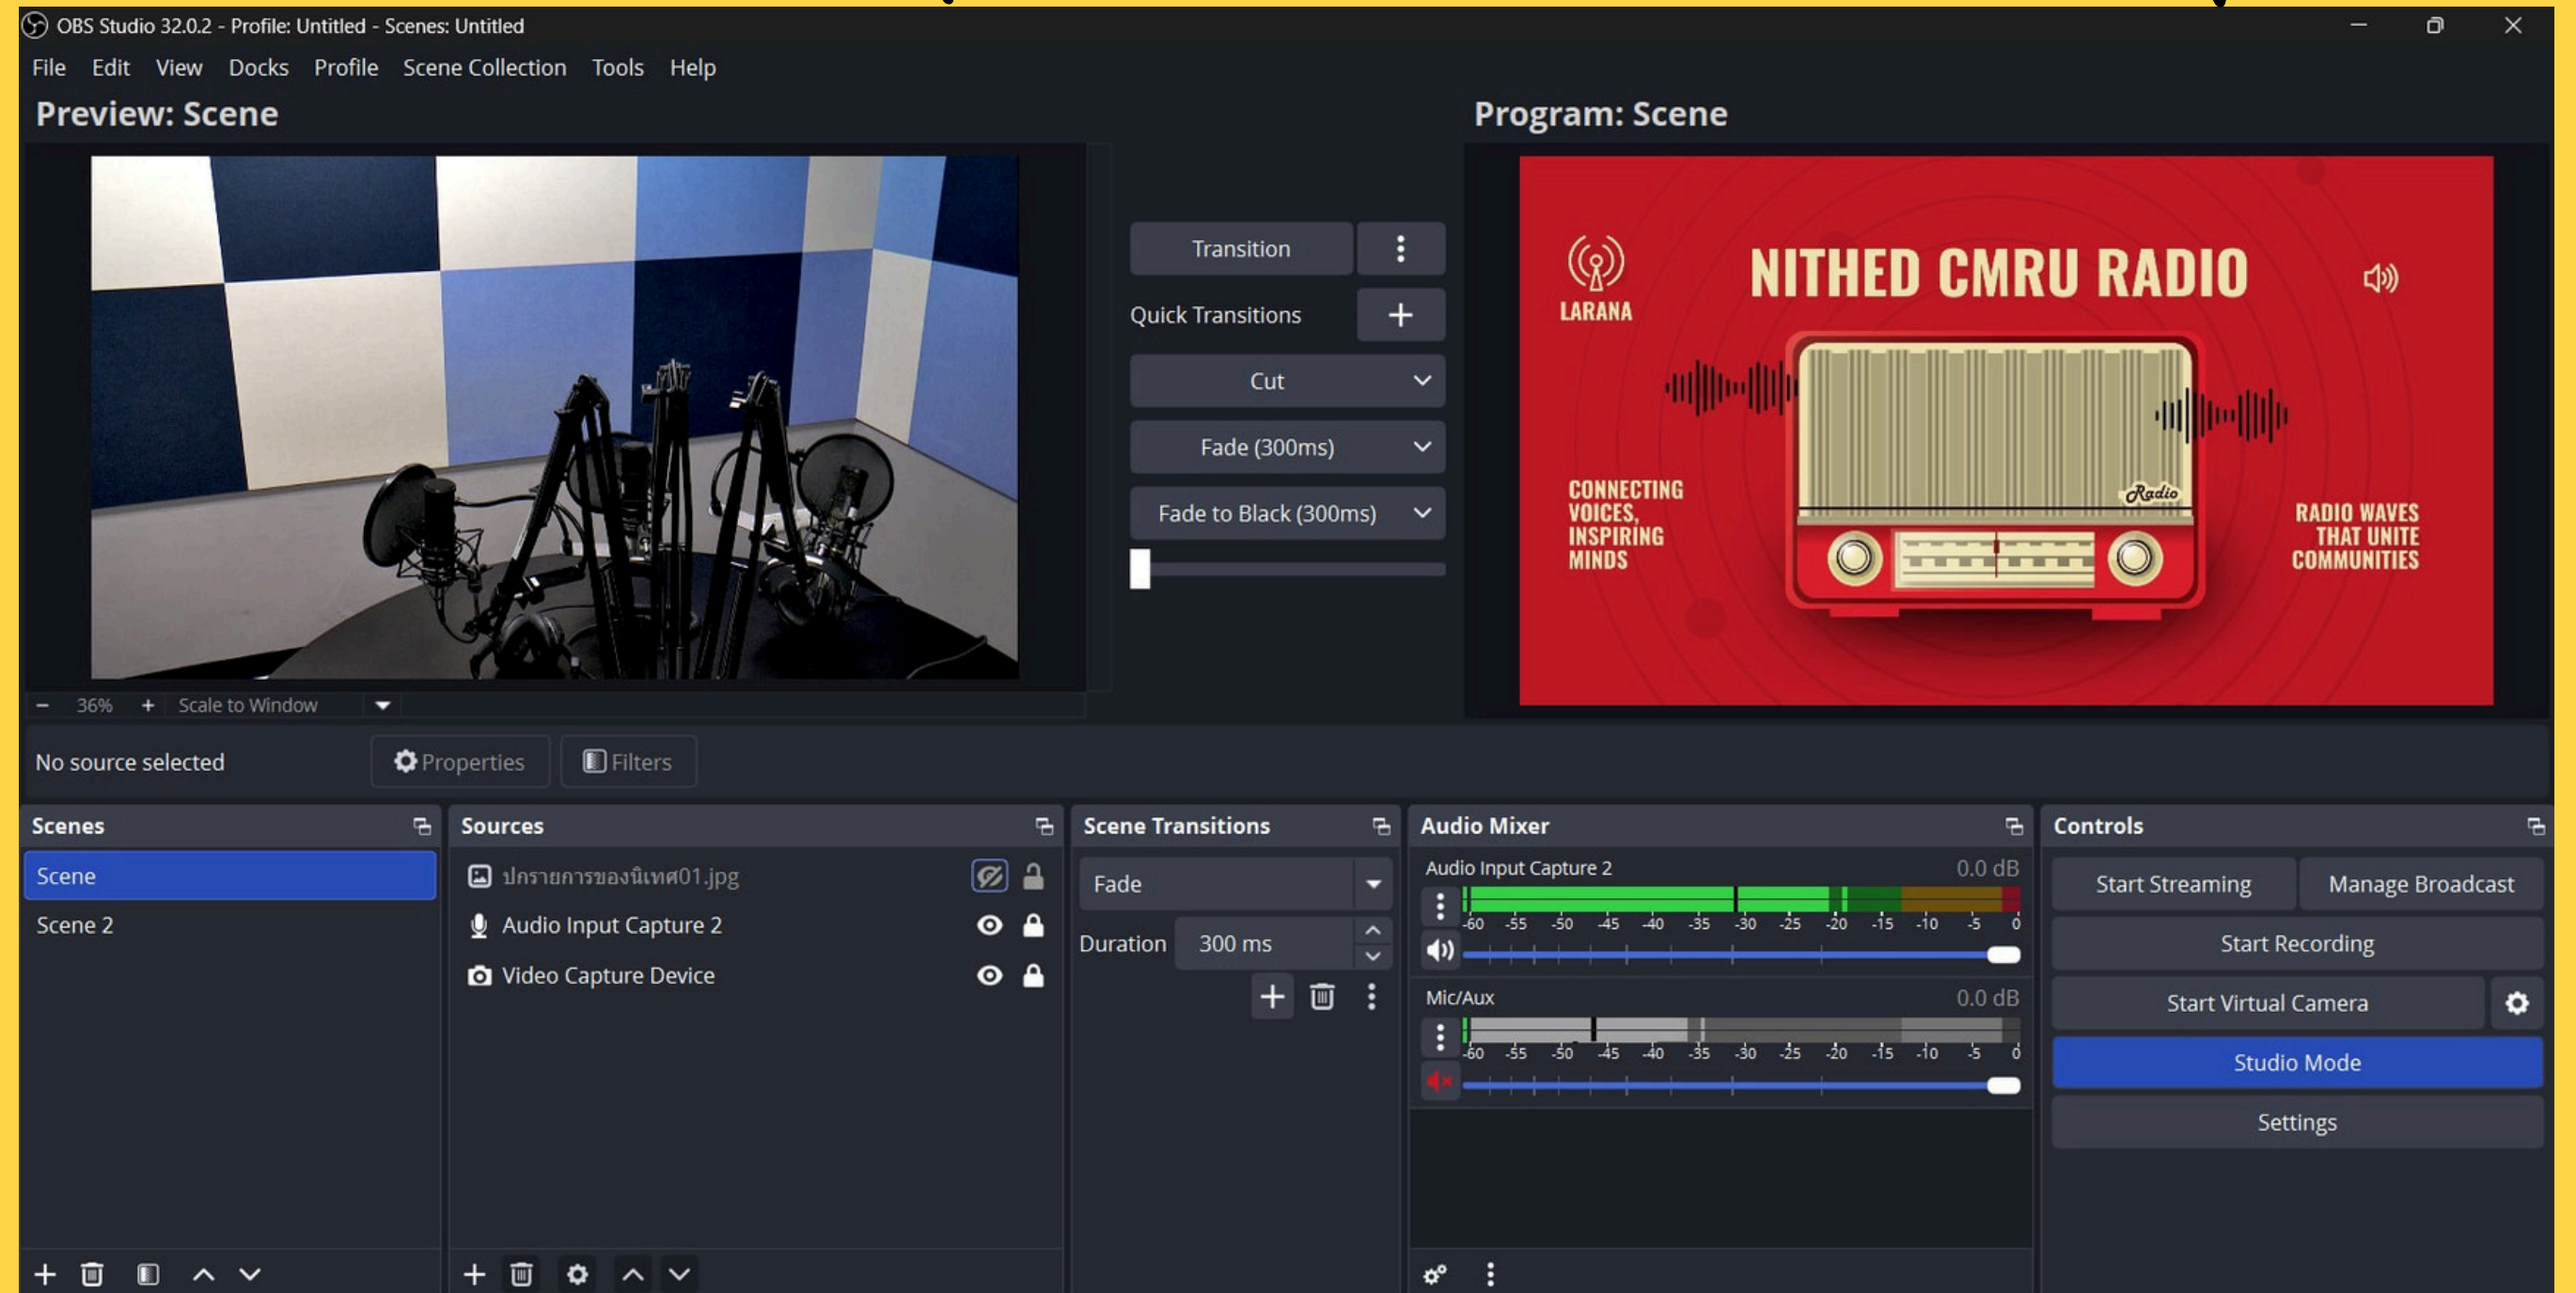 OBS Studio 32.0.2 - Profile: Untitled - Scenes: Untitled
File Edit View Docks Profile Scene Collection Tools Help
Preview: Scene
Program: Scene
Transition
Quick Transitions
Cut
Fade (300ms)
Fade to Black (300ms)
LARANA
NITHED CMRU RADIO
CONNECTING
VOICES,
INSPIRING
MINDS
Radio
RADIO WAVES
THAT UNITE
COMMUNITIES
36% Scale to Window
No source selected Properties Filters
Scenes
Scene
Scene 2
Sources
ปกรายการของนิเทศ01.jpg
Audio Input Capture 2
Video Capture Device
Scene Transitions
Fade
Duration 300 ms
Audio Mixer
Audio Input Capture 2 0.0 dB
-60 -55 -50 -45 -40 -35 -30 -25 -20 -15 -10 -5 0
Mic/Aux 0.0 dB
-60 -55 -50 -45 -40 -35 -30 -25 -20 -15 -10 -5 0
Controls
Start Streaming Manage Broadcast
Start Recording
Start Virtual Camera
Studio Mode
Settings